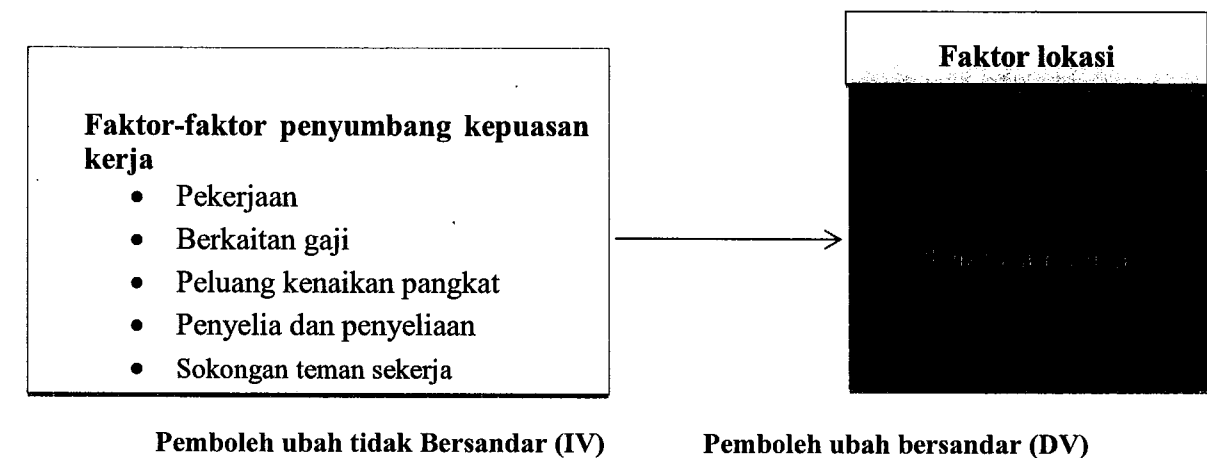 Faktor lokasi
Faktor-faktor penyumbang kepuasan
kerja
• Pekerjaan
• Berkaitan gaji
• Peluang kenaikan pangkat
• Penyelia dan penyeliaan
• Sokongan teman sekerja
Pemboleh ubah tidak Bersandar (IV)
Pemboleh ubah bersandar (DV)